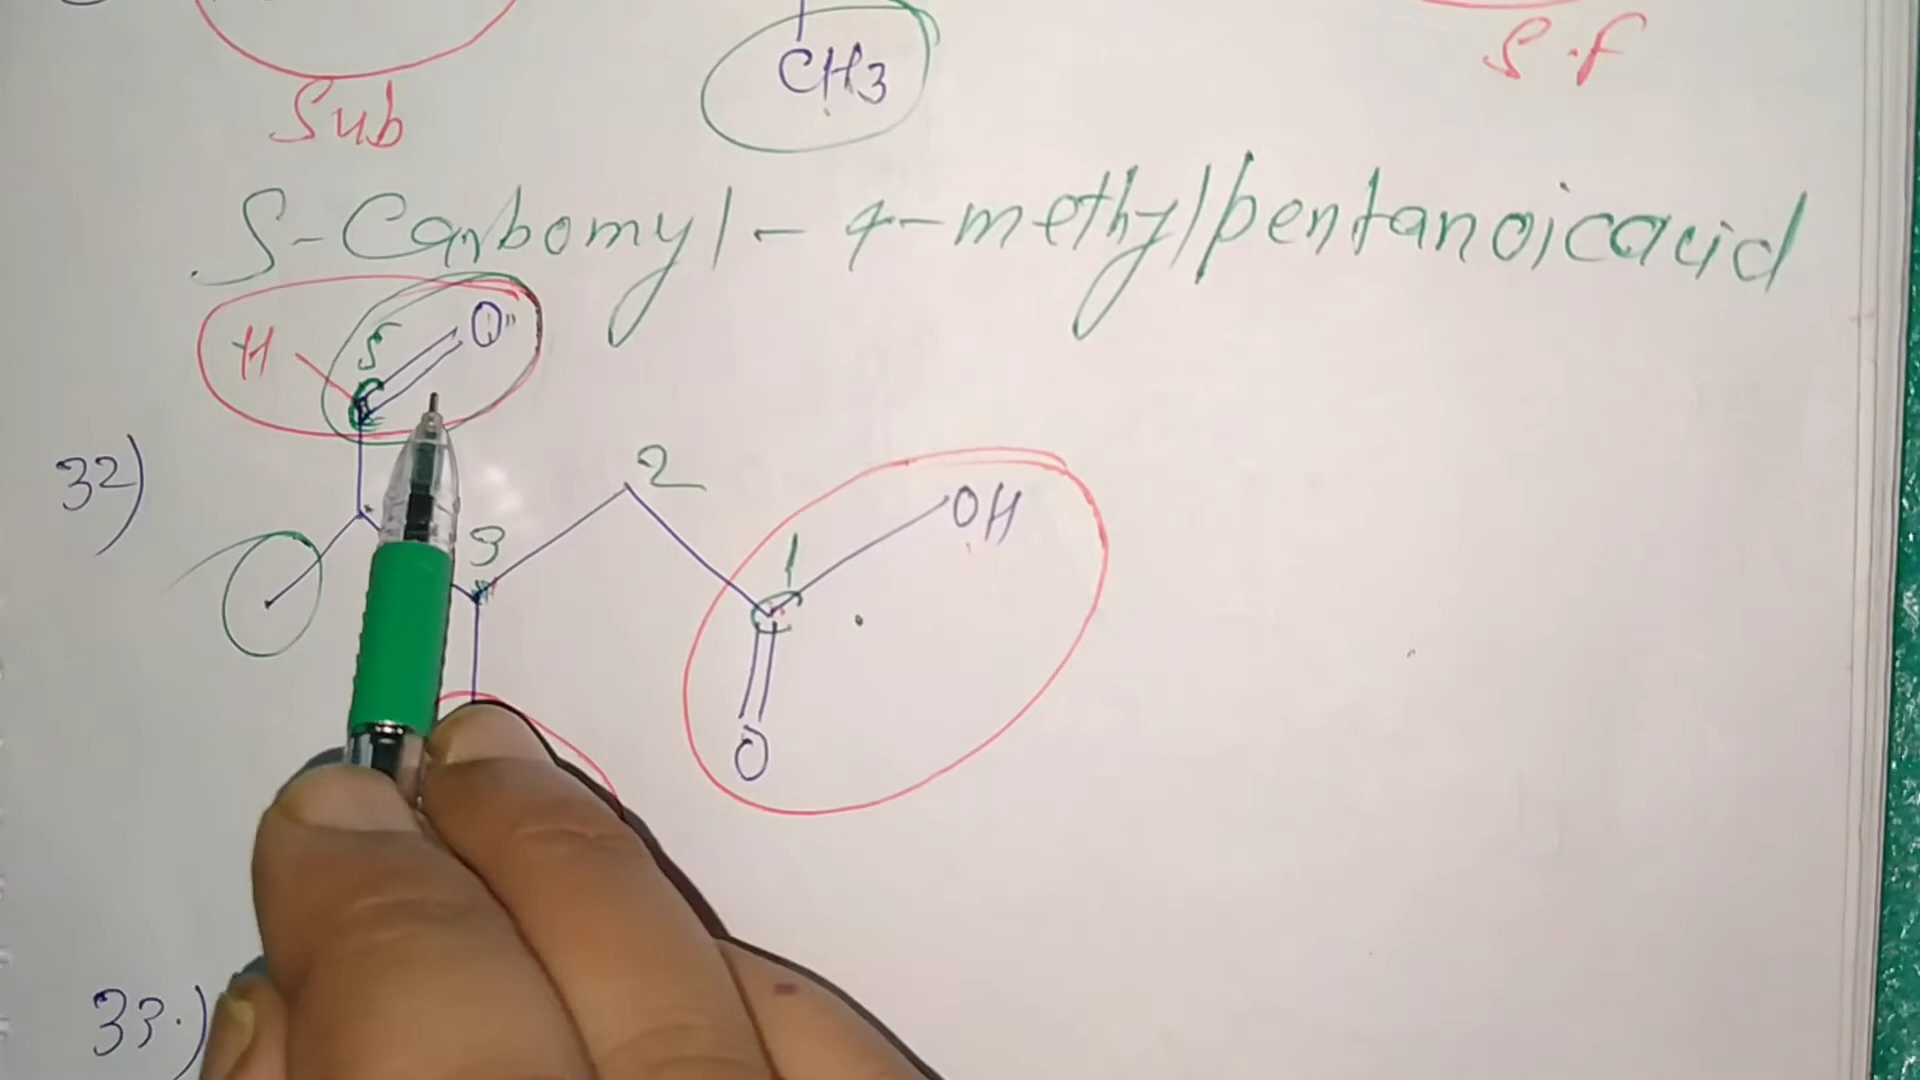 CH3
S.f
Sub
5-Carbomyl-4-methylpentanoicacid
H 5 O
32)
2
OH
3
1
O
33.)